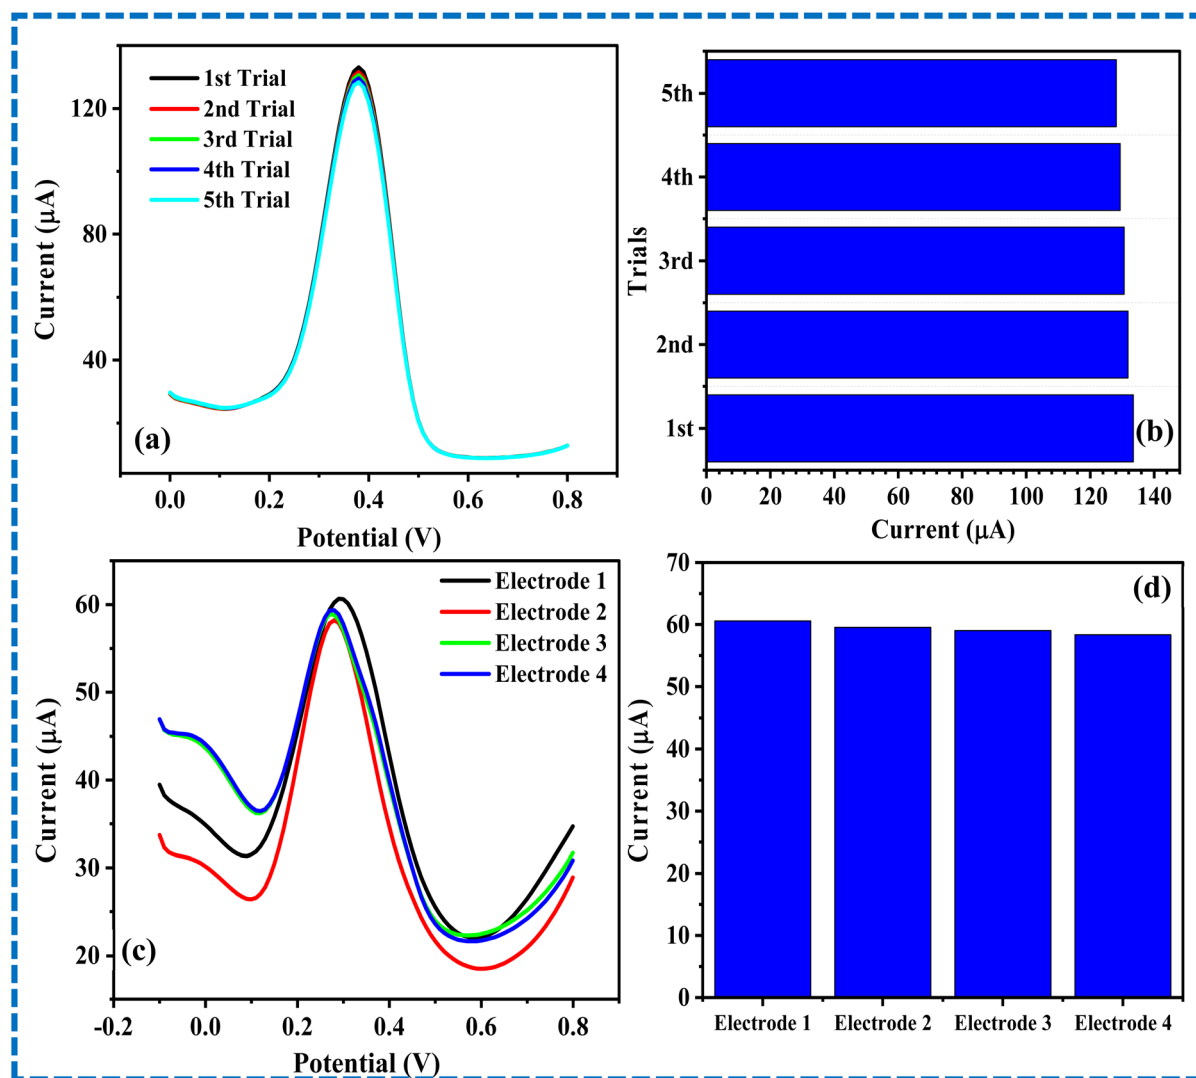 1st Trial
2nd Trial
3rd Trial
4th Trial
5th Trial
120
80
40
Current (μA)
(a)
0.0 0.2 0.4 0.6 0.8
Potential (V)
5th
4th
3rd
2nd
1st
Trials
(b)
0 20 40 60 80 100 120 140
Current (μA)
Electrode 1
Electrode 2
Electrode 3
Electrode 4
60
50
40
30
20
Current (μA)
(c)
-0.2 0.0 0.2 0.4 0.6 0.8
Potential (V)
(d)
70
60
50
40
30
20
10
0
Current (μA)
Electrode 1 Electrode 2 Electrode 3 Electrode 4